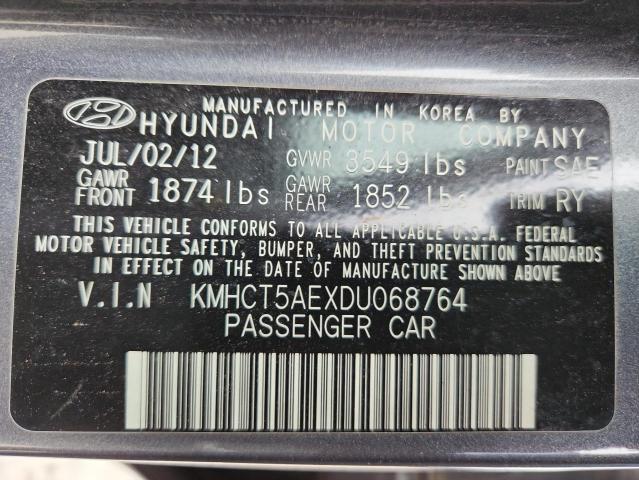 MANUFACTURED IN KOREA BY
HYUNDAI MOTOR COMPANY
JUL/02/12 GVWR 3549 lbs PAINT SAE
GAWR FRONT 1874 lbs GAWR REAR 1852 lbs TRIM RY
THIS VEHICLE CONFORMS TO ALL APPLICABLE U.S.A. FEDERAL
MOTOR VEHICLE SAFETY, BUMPER, AND THEFT PREVENTION STANDARDS
IN EFFECT ON THE DATE OF MANUFACTURE SHOWN ABOVE
V.I.N KMHCT5AEXDU068764
PASSENGER CAR